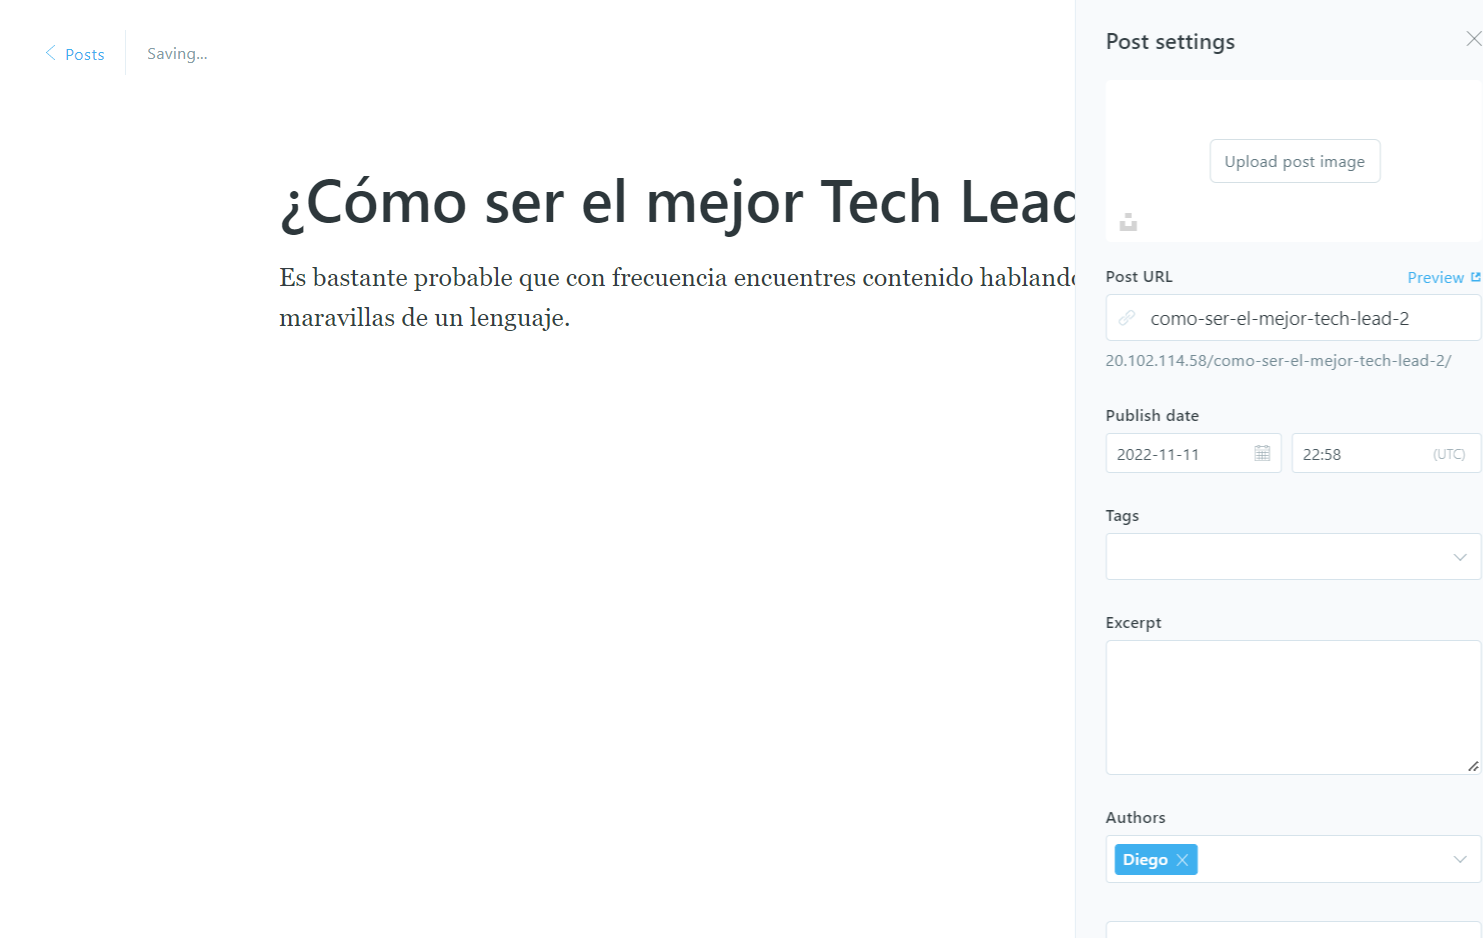 Posts
Saving...
¿Cómo ser el mejor Tech Lead
Es bastante probable que con frecuencia encuentres contenido hablando
maravillas de un lenguaje.
Post settings
Upload post image
Post URL
Preview
como-ser-el-mejor-tech-lead-2
20.102.114.58/como-ser-el-mejor-tech-lead-2/
Publish date
2022-11-11
22:58
(UTC)
Tags
Excerpt
Authors
Diego